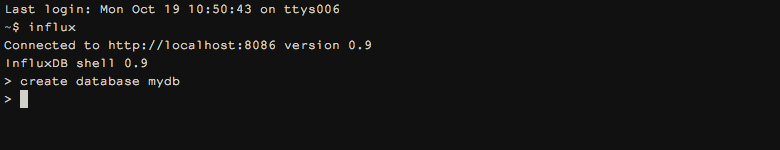 Last login: Mon Oct 19 10:50:43 on ttys006
~$ influx
Connected to http://localhost:8086 version 0.9
InfluxDB shell 0.9
> create database mydb
>